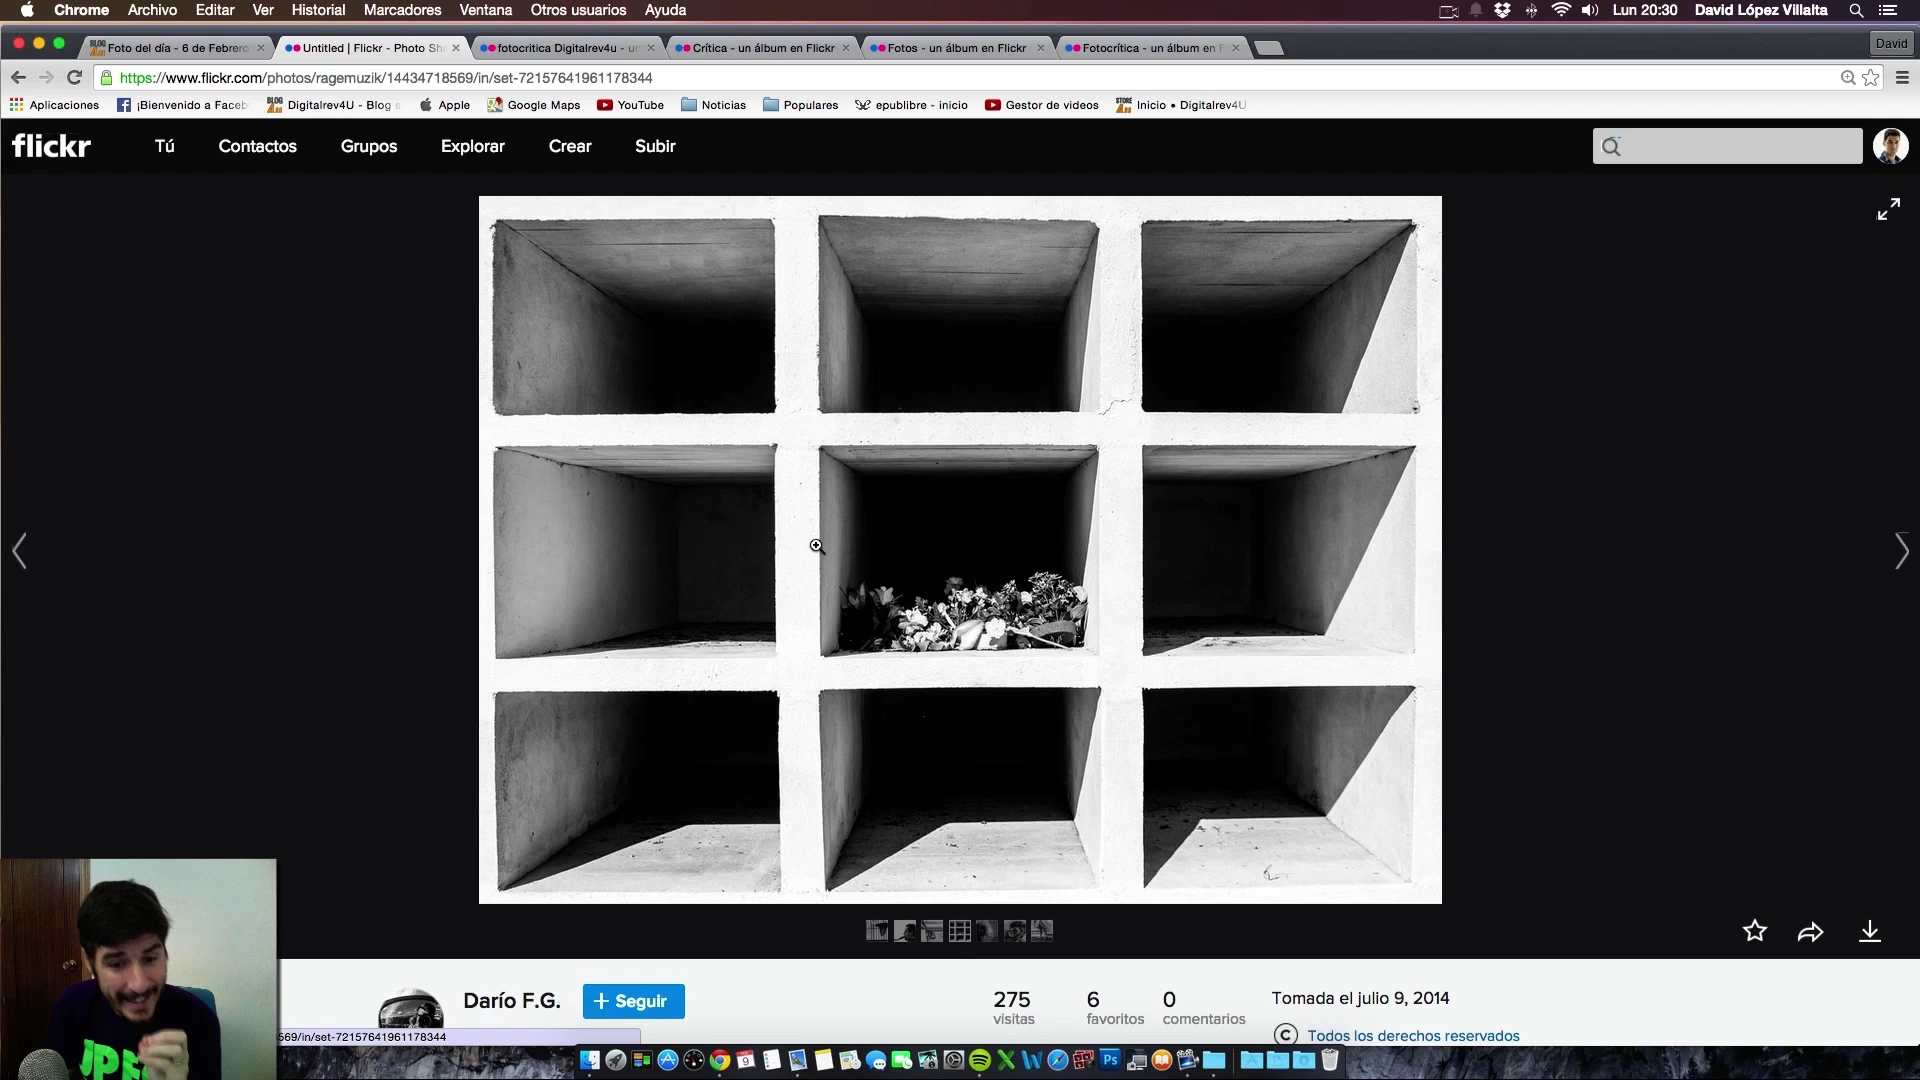 Chrome Archivo Editar Ver Historial Marcadores Ventana Otros usuarios Ayuda Lun 20:30 David López Villalta
Foto del día - 6 de Febrero Untitled | Flickr - Photo Sh fotocritica Digitalrev4u - un Crítica - un álbum en Flickr Fotos - un álbum en Flickr Fotocrítica - un álbum en F David
https://www.flickr.com/photos/ragemuzik/14434718569/in/set-72157641961178344
Aplicaciones ¡Bienvenido a Faceb Digitalrev4U - Blog s Apple Google Maps YouTube Noticias Populares epublibre - inicio Gestor de videos Inicio • Digitalrev4U
flickr Tú Contactos Grupos Explorar Crear Subir
Darío F.G. + Seguir 275 6 0 Tomada el julio 9, 2014
visitas favoritos comentarios
© Todos los derechos reservados
569/in/set-72157641961178344